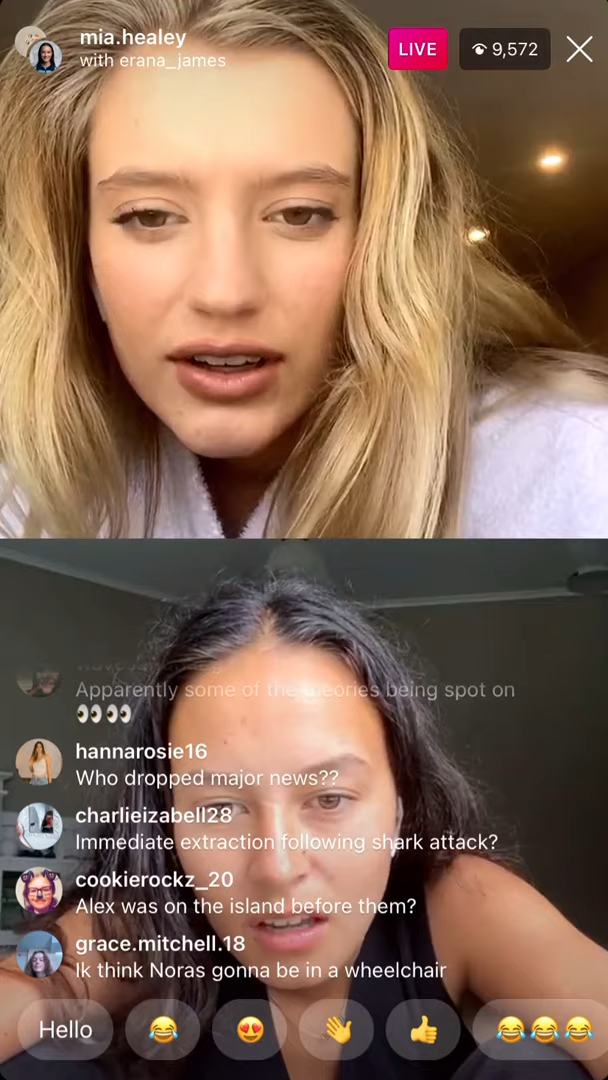 mia.healey
LIVE
9,572
with erana_james
Apparently some of the theories being spot on
👀👀
hannarosie16
Who dropped major news??
charlieizabell28
Immediate extraction following shark attack?
cookierockz_20
Alex was on the island before them?
grace.mitchell.18
Ik think Noras gonna be in a wheelchair
Hello 😂 😍 👋 👍 😂😂😂